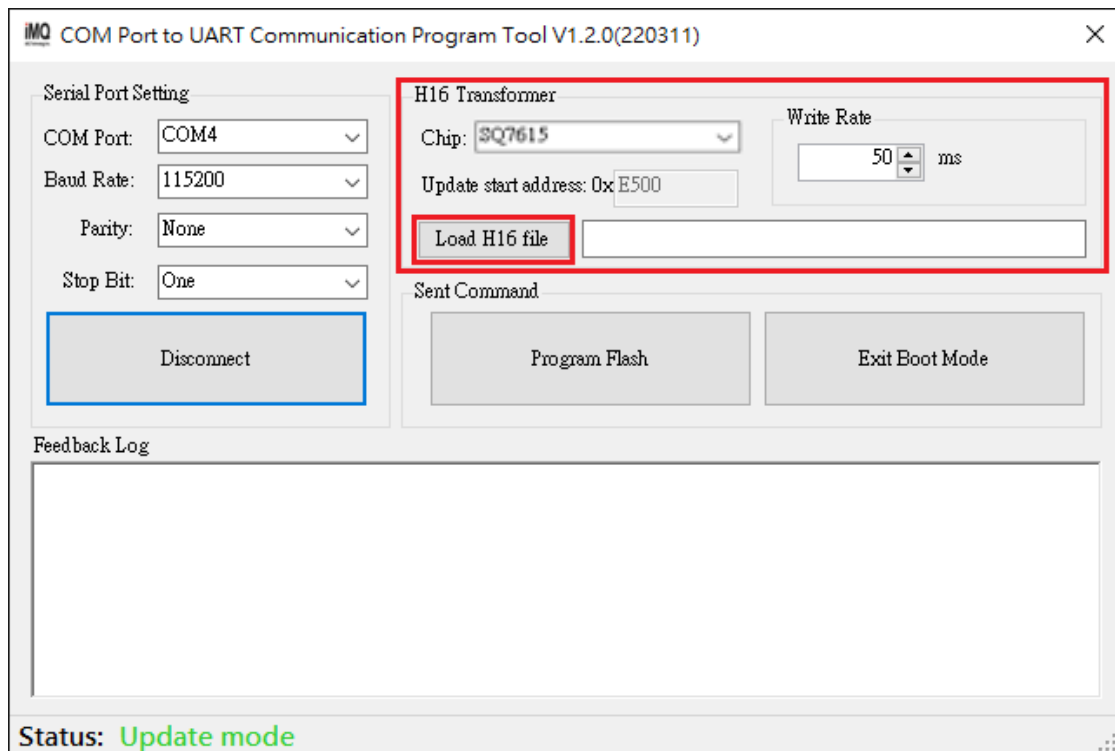 iMQ COM Port to UART Communication Program Tool V1.2.0(220311)
Serial Port Setting
COM Port: COM4
Baud Rate: 115200
Parity: None
Stop Bit: One
Disconnect
H16 Transformer
Chip: SQ7615
Update start address: 0x E500
Write Rate
50 ms
Load H16 file
Sent Command
Program Flash
Exit Boot Mode
Feedback Log
Status: Update mode